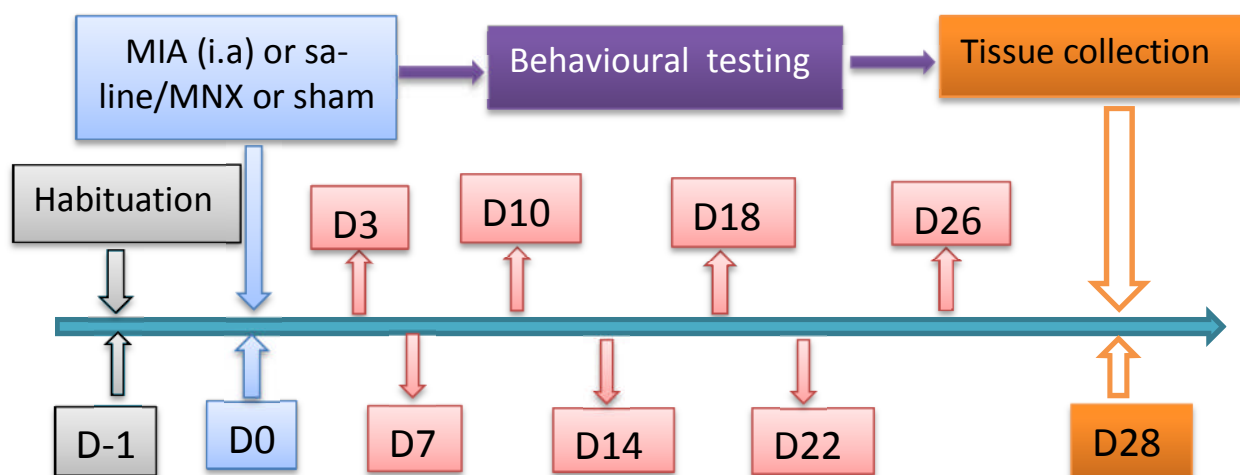 MIA (i.a) or sa-
line/MNX or sham
Behavioural testing
Tissue collection
Habituation
D3
D10
D18
D26
D-1
D0
D7
D14
D22
D28